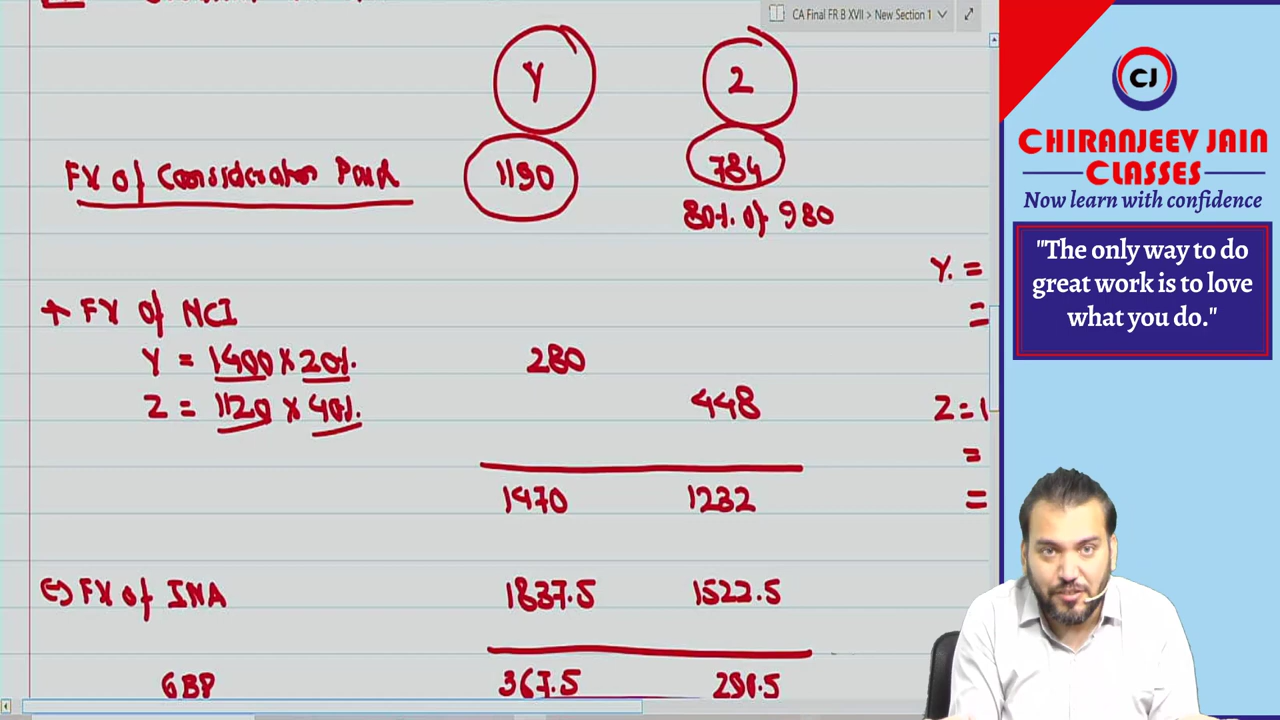 CA Final FR B XVII > New Section 1
Y Z
FV of Consideration Paid 1190 784
80% of 980
Y. =
=
+ FV of NCI
Y = 1400 x 20% 280
Z = 1120 x 40% 448
Z = 1
=
=
1470 1232
(-) FV of INA 1837.5 1522.5
GBP 367.5 290.5
CJ
CHIRANJEEV JAIN
CLASSES
Now learn with confidence
"The only way to do
great work is to love
what you do."